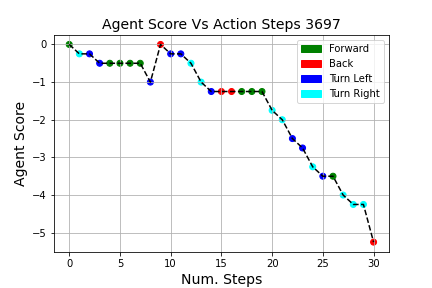 Agent Score Vs Action Steps 3697
Agent Score
0
−1
−2
−3
−4
−5
Forward
Back
Turn Left
Turn Right
0 5 10 15 20 25 30
Num. Steps